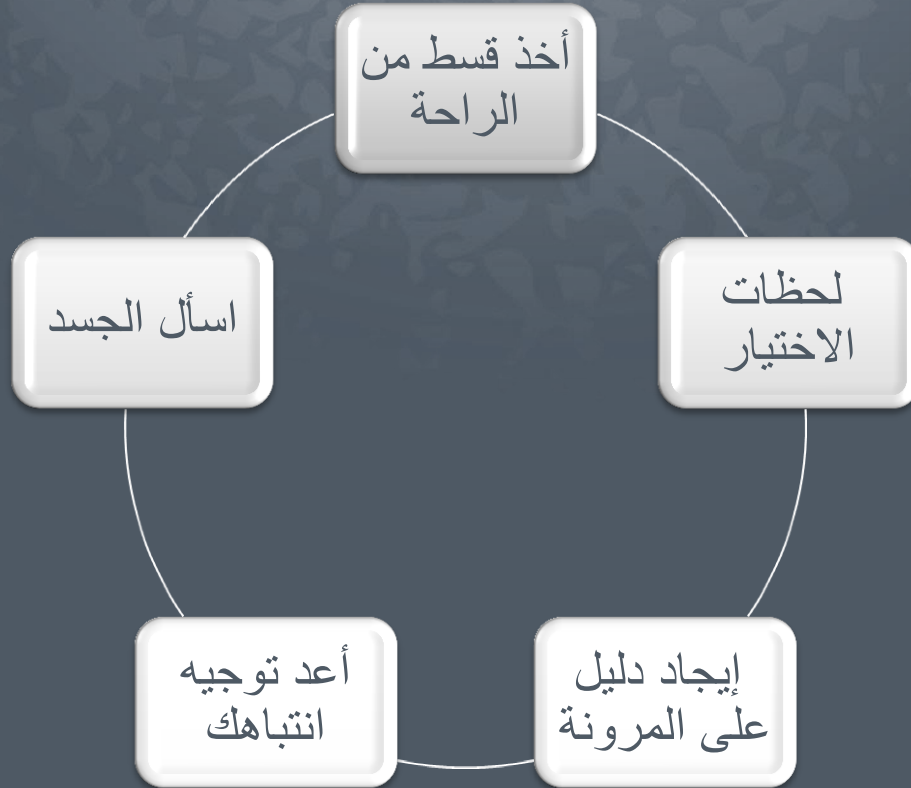 أخذ قسط من
الراحة
لحظات
الاختيار
إيجاد دليل
على المرونة
أعد توجيه
انتباهك
اسأل الجسد